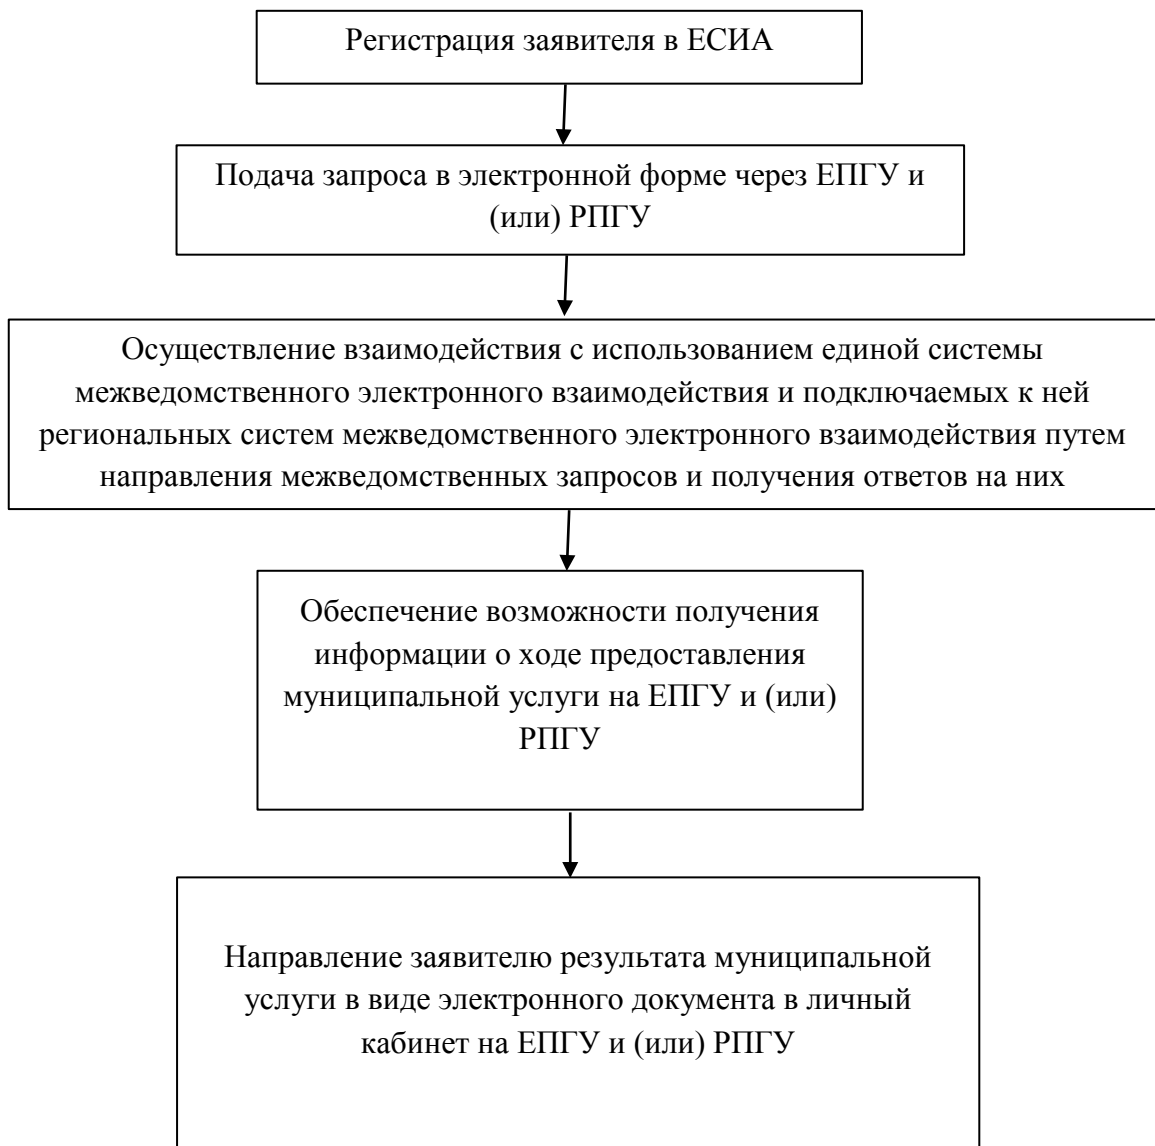 Регистрация заявителя в ЕСИА
Подача запроса в электронной форме через ЕПГУ и
(или) РПГУ
Осуществление взаимодействия с использованием единой системы
межведомственного электронного взаимодействия и подключаемых к ней
региональных систем межведомственного электронного взаимодействия путем
направления межведомственных запросов и получения ответов на них
Обеспечение возможности получения
информации о ходе предоставления
муниципальной услуги на ЕПГУ и (или)
РПГУ
Направление заявителю результата муниципальной
услуги в виде электронного документа в личный
кабинет на ЕПГУ и (или) РПГУ